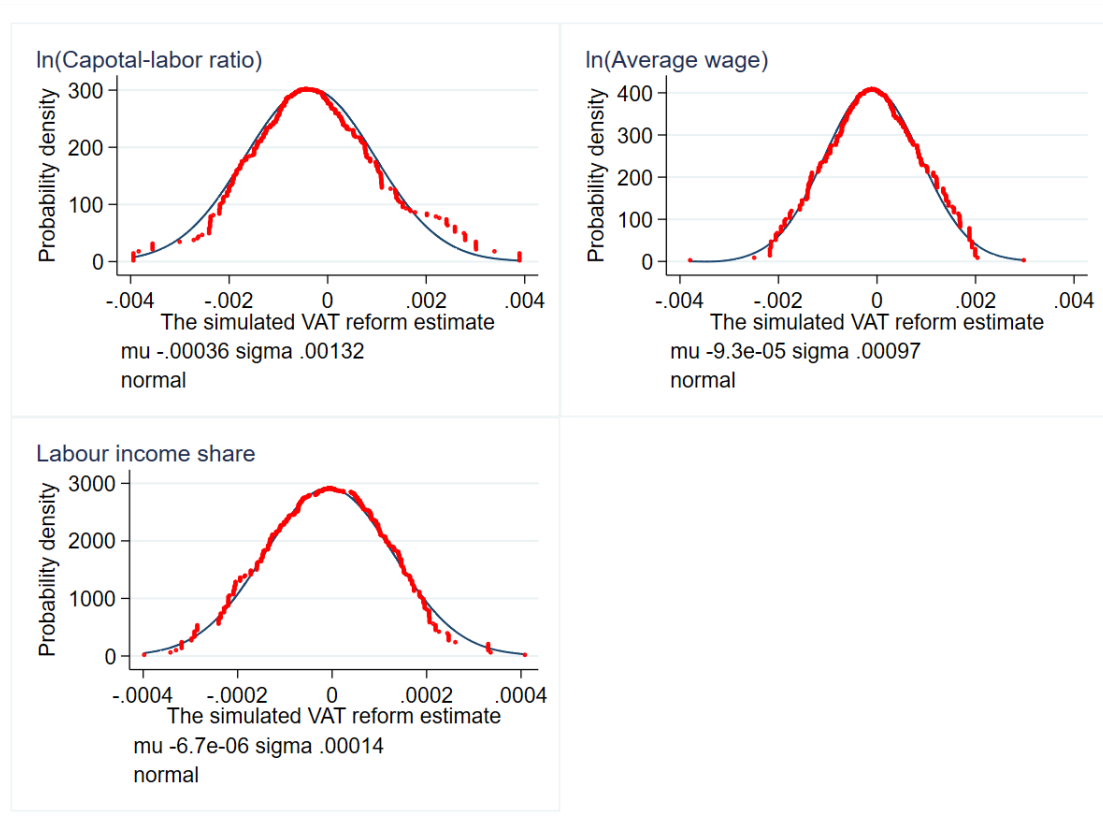 ln(Capotal-labor ratio)
Probability density
300
200
100
0
-.004 -.002 0 .002 .004
The simulated VAT reform estimate
mu -.00036 sigma .00132
normal
ln(Average wage)
Probability density
400
300
200
100
0
-.004 -.002 0 .002 .004
The simulated VAT reform estimate
mu -9.3e-05 sigma .00097
normal
Labour income share
Probability density
3000
2000
1000
0
-.0004 -.0002 0 .0002 .0004
The simulated VAT reform estimate
mu -6.7e-06 sigma .00014
normal